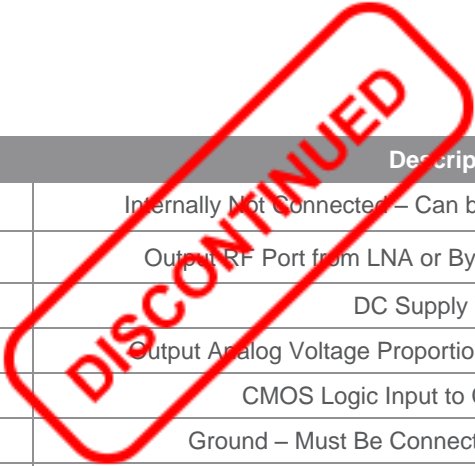 Descrip
Internally Not Connected – Can b
Output RF Port from LNA or By
DC Supply
Output Analog Voltage Proportio
CMOS Logic Input to
Ground – Must Be Connect
DISCONTINUED